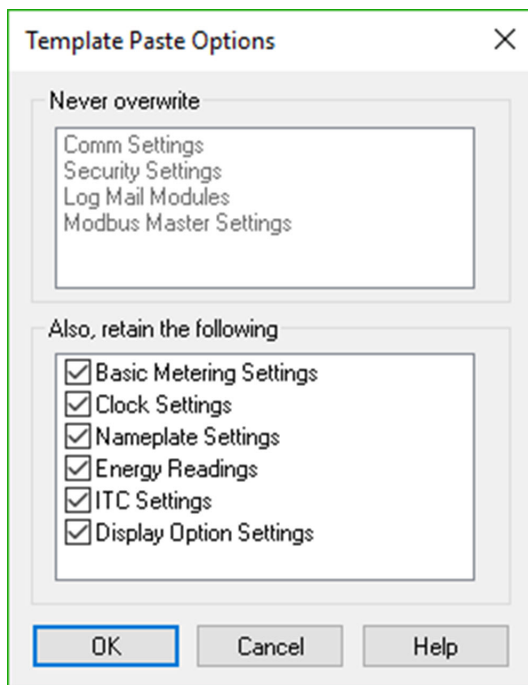 Template Paste Options
Never overwrite
Comm Settings
Security Settings
Log Mail Modules
Modbus Master Settings
Also, retain the following
Basic Metering Settings
Clock Settings
Nameplate Settings
Energy Readings
ITC Settings
Display Option Settings
OK Cancel Help